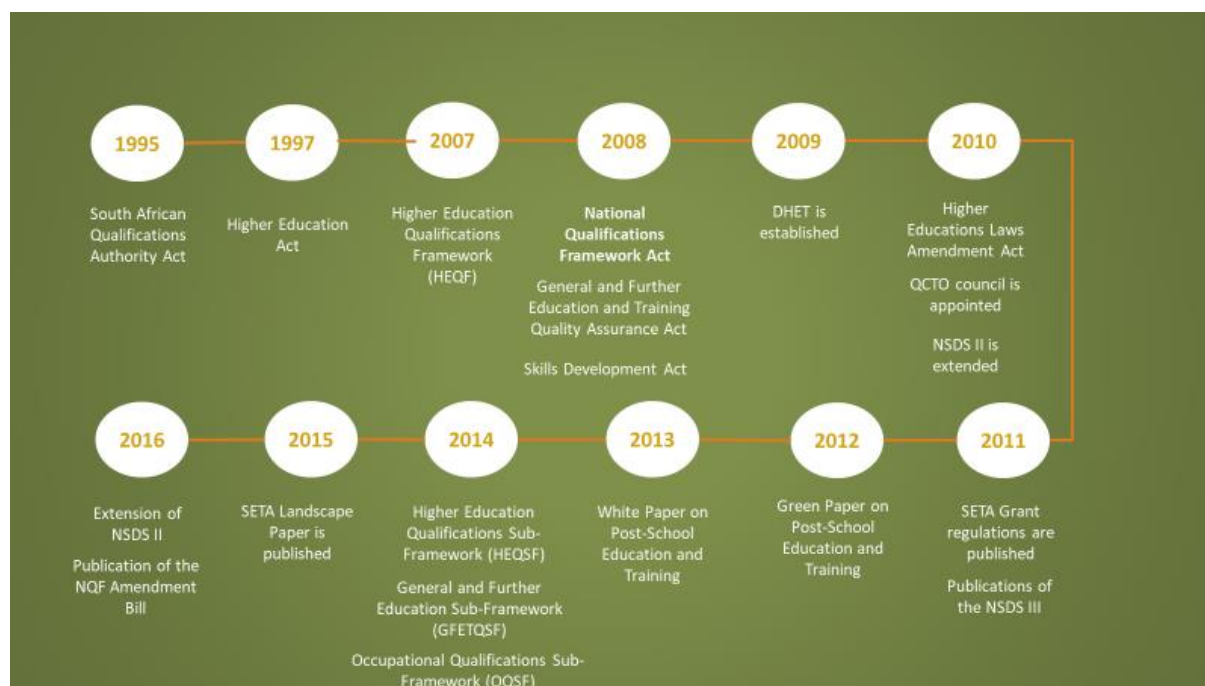 1995
South African
Qualifications
Authority Act
1997
Higher Education
Act
2007
Higher Education
Qualifications
Framework
(HEQF)
2008
National
Qualifications
Framework Act
General and Further
Education and Training
Quality Assurance Act
Skills Development Act
2009
DHET is
established
2010
Higher
Educations Laws
Amendment Act
QCTO council is
appointed
NSDS II is
extended
2011
SETA Grant
regulations are
published
Publications of
the NSDS III
2012
Green Paper on
Post-School
Education and
Training
2013
White Paper on
Post-School
Education and
Training
2014
Higher Education
Qualifications Sub-
Framework (HEQSF)
General and Further
Education Sub-Framework
(GFETQSF)
Occupational Qualifications Sub-
Framework (OQSF)
2015
SETA Landscape
Paper is
published
2016
Extension of
NSDS II
Publication of the
NQF Amendment
Bill